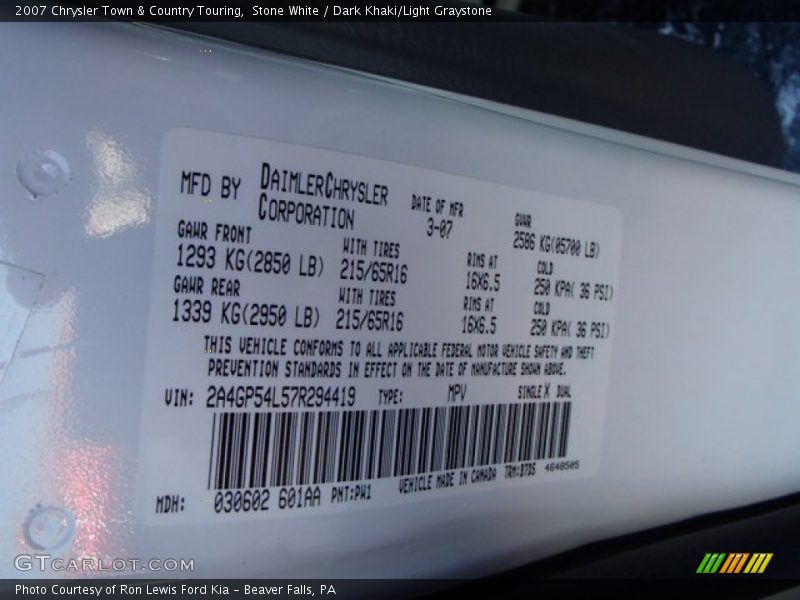 2007 Chrysler Town & Country Touring, Stone White / Dark Khaki/Light Graystone
MFD BY DAIMLERCHRYSLER CORPORATION
DATE OF MFR 3-07
GVWR 2586 KG(05700 LB)
GAWR FRONT 1293 KG(2850 LB)
WITH TIRES 215/65R16
RIMS AT 16X6.5
COLD 250 KPA( 36 PSI)
GAWR REAR 1339 KG(2950 LB)
WITH TIRES 215/65R16
RIMS AT 16X6.5
COLD 250 KPA( 36 PSI)
THIS VEHICLE CONFORMS TO ALL APPLICABLE FEDERAL MOTOR VEHICLE SAFETY AND THEFT
PREVENTION STANDARDS IN EFFECT ON THE DATE OF MANUFACTURE SHOWN ABOVE.
VIN: 2A4GP54L57R294419 TYPE: MPV SINGLE X DUAL
MDH: 030602 601AA PNT:PW1 VEHICLE MADE IN CANADA TRM:B7D5 4648505
GTCARLOT.COM
Photo Courtesy of Ron Lewis Ford Kia - Beaver Falls, PA